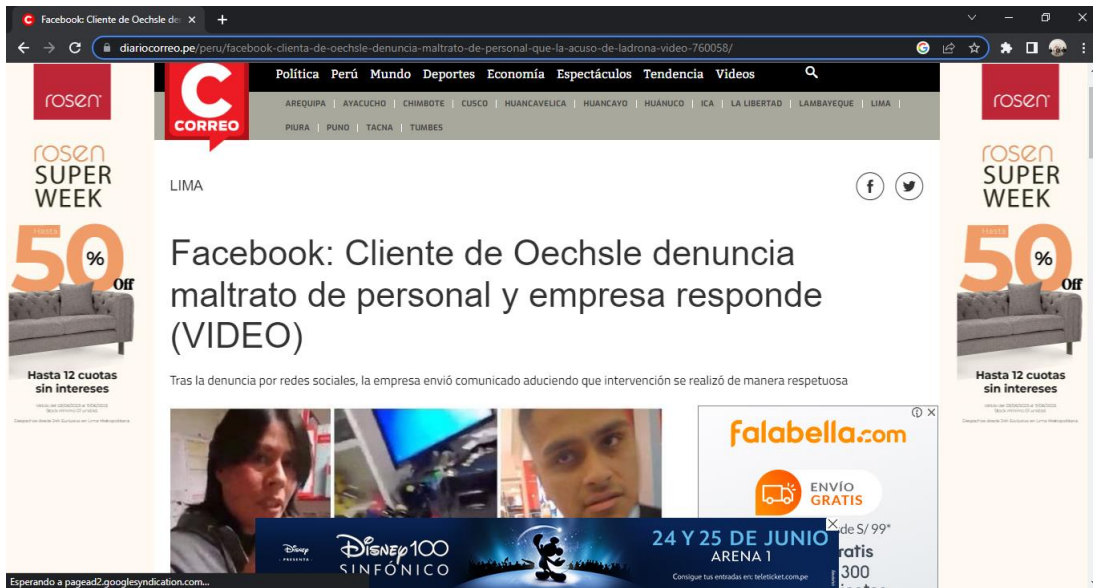 Facebook: Cliente de Oechsle de
diariocorreo.pe/peru/facebook-clienta-de-oechsle-denuncia-maltrato-de-personal-que-la-acuso-de-ladrona-video-760058/
Política Perú Mundo Deportes Economía Espectáculos Tendencia Videos
AREQUIPA | AYACUCHO | CHIMBOTE | CUSCO | HUANCAVELICA | HUANCAYO | HUÁNUCO | ICA | LA LIBERTAD | LAMBAYEQUE | LIMA |
PIURA | PUNO | TACNA | TUMBES
CORREO
rosen
rosen
SUPER
WEEK
Hasta
50
%
Off
Hasta 12 cuotas
sin intereses
LIMA
Facebook: Cliente de Oechsle denuncia
maltrato de personal y empresa responde
(VIDEO)
Tras la denuncia por redes sociales, la empresa envió comunicado aduciendo que intervención se realizó de manera respetuosa
rosen
rosen
SUPER
WEEK
Hasta
50
%
Off
Hasta 12 cuotas
sin intereses
falabella.com
ENVÍO
GRATIS
de S/ 99*
ratis
300
Disney
PRESENTA
DISNEY 100
SINFÓNICO
24 Y 25 DE JUNIO
ARENA 1
Consigue tus entradas en: teleticket.com.pe
Esperando a pagead2.googlesyndication.com...